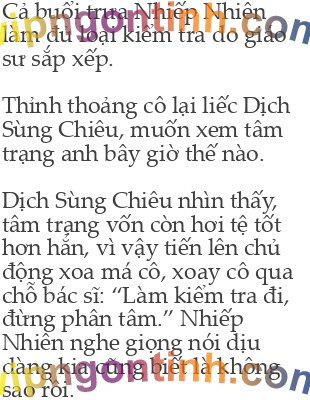 Cả buổi trưa Nhiếp Nhiên
làm đủ loại kiểm tra do giáo
sư sắp xếp.
Thỉnh thoảng cô lại liếc Dịch
Sùng Chiêu, muốn xem tâm
trạng anh bây giờ thế nào.
Dịch Sùng Chiêu nhìn thấy,
tâm trạng vốn còn hơi tệ tốt
hơn hẳn, vì vậy tiến lên chủ
động xoa má cô, xoay cô qua
chỗ bác sĩ: “Làm kiểm tra đi,
đừng phân tâm.” Nhiếp
Nhiên nghe giọng nói dịu
dàng kia cũng biết là không
sao rồi.
vipngontinh.com
vipngontinh.com